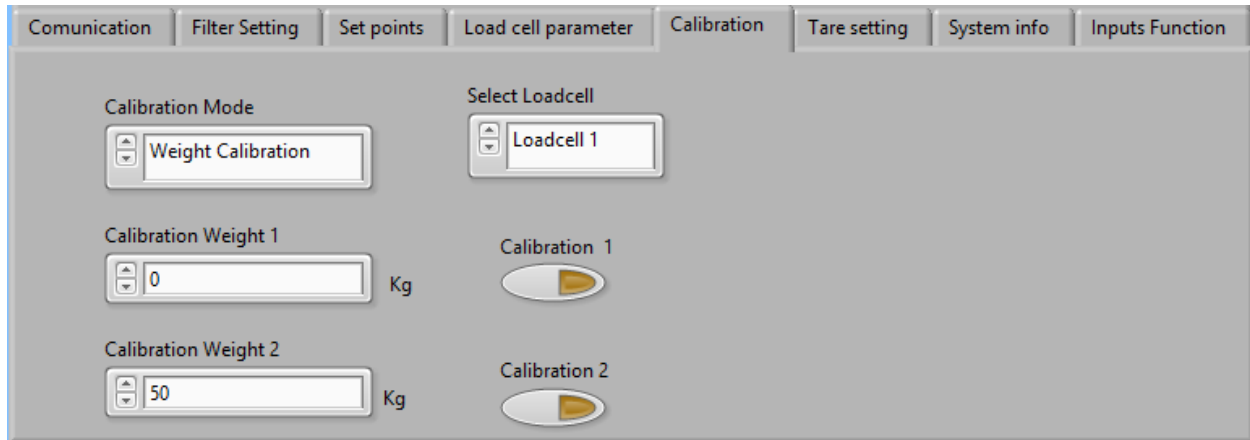 Comunication Filter Setting Set points Load cell parameter Calibration Tare setting System info Inputs Function
Calibration Mode
Weight Calibration
Select Loadcell
Loadcell 1
Calibration Weight 1
0 Kg
Calibration 1
Calibration Weight 2
50 Kg
Calibration 2